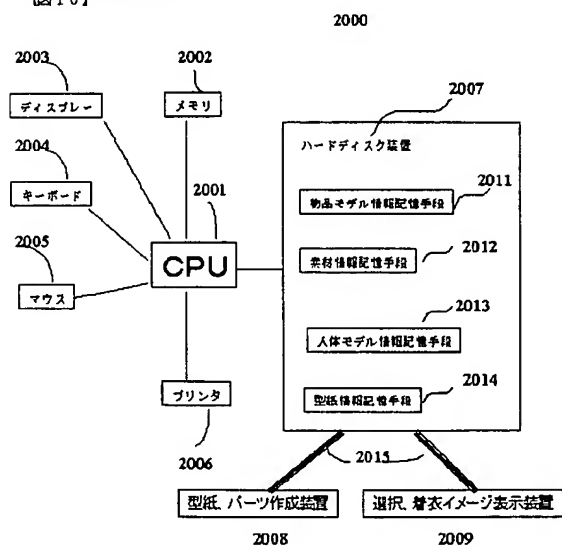 【図10】
2000
2003
2002
ディスプレー
メモリ
2007
2004
ハードディスク装置
キーボード
2001
2011
物品モデル情報記憶手段
2005
CPU
2012
素材情報記憶手段
マウス
2013
人体モデル情報記憶手段
プリンタ
2014
型紙情報記憶手段
2006
2015
型紙、パーツ作成装置
選択、着衣イメージ表示装置
2008
2009